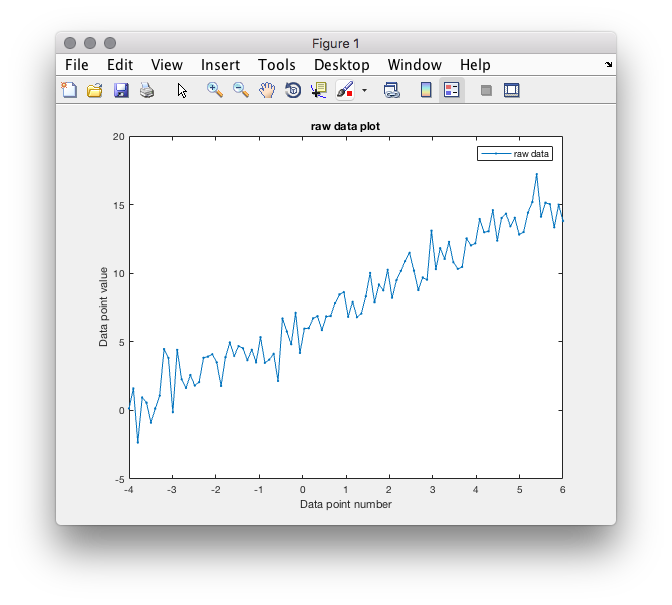 Figure 1
File Edit View Insert Tools Desktop Window Help
raw data plot
raw data
20
15
10
5
0
-5
Data point value
-4 -3 -2 -1 0 1 2 3 4 5 6
Data point number